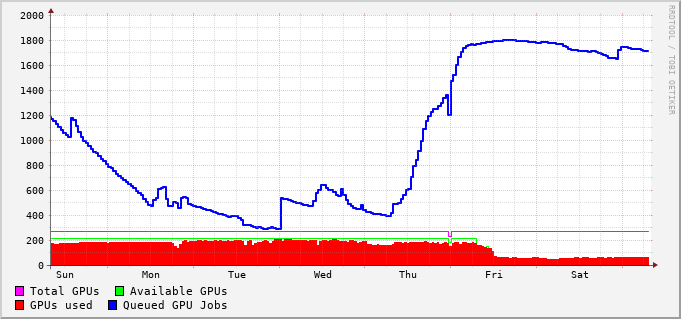 2000
1800
1600
1400
1200
1000
800
600
400
200
0
Sun Mon Tue Wed Thu Fri Sat
Total GPUs Available GPUs
GPUs used Queued GPU Jobs
RRDTOOL / TOBI OETIKER